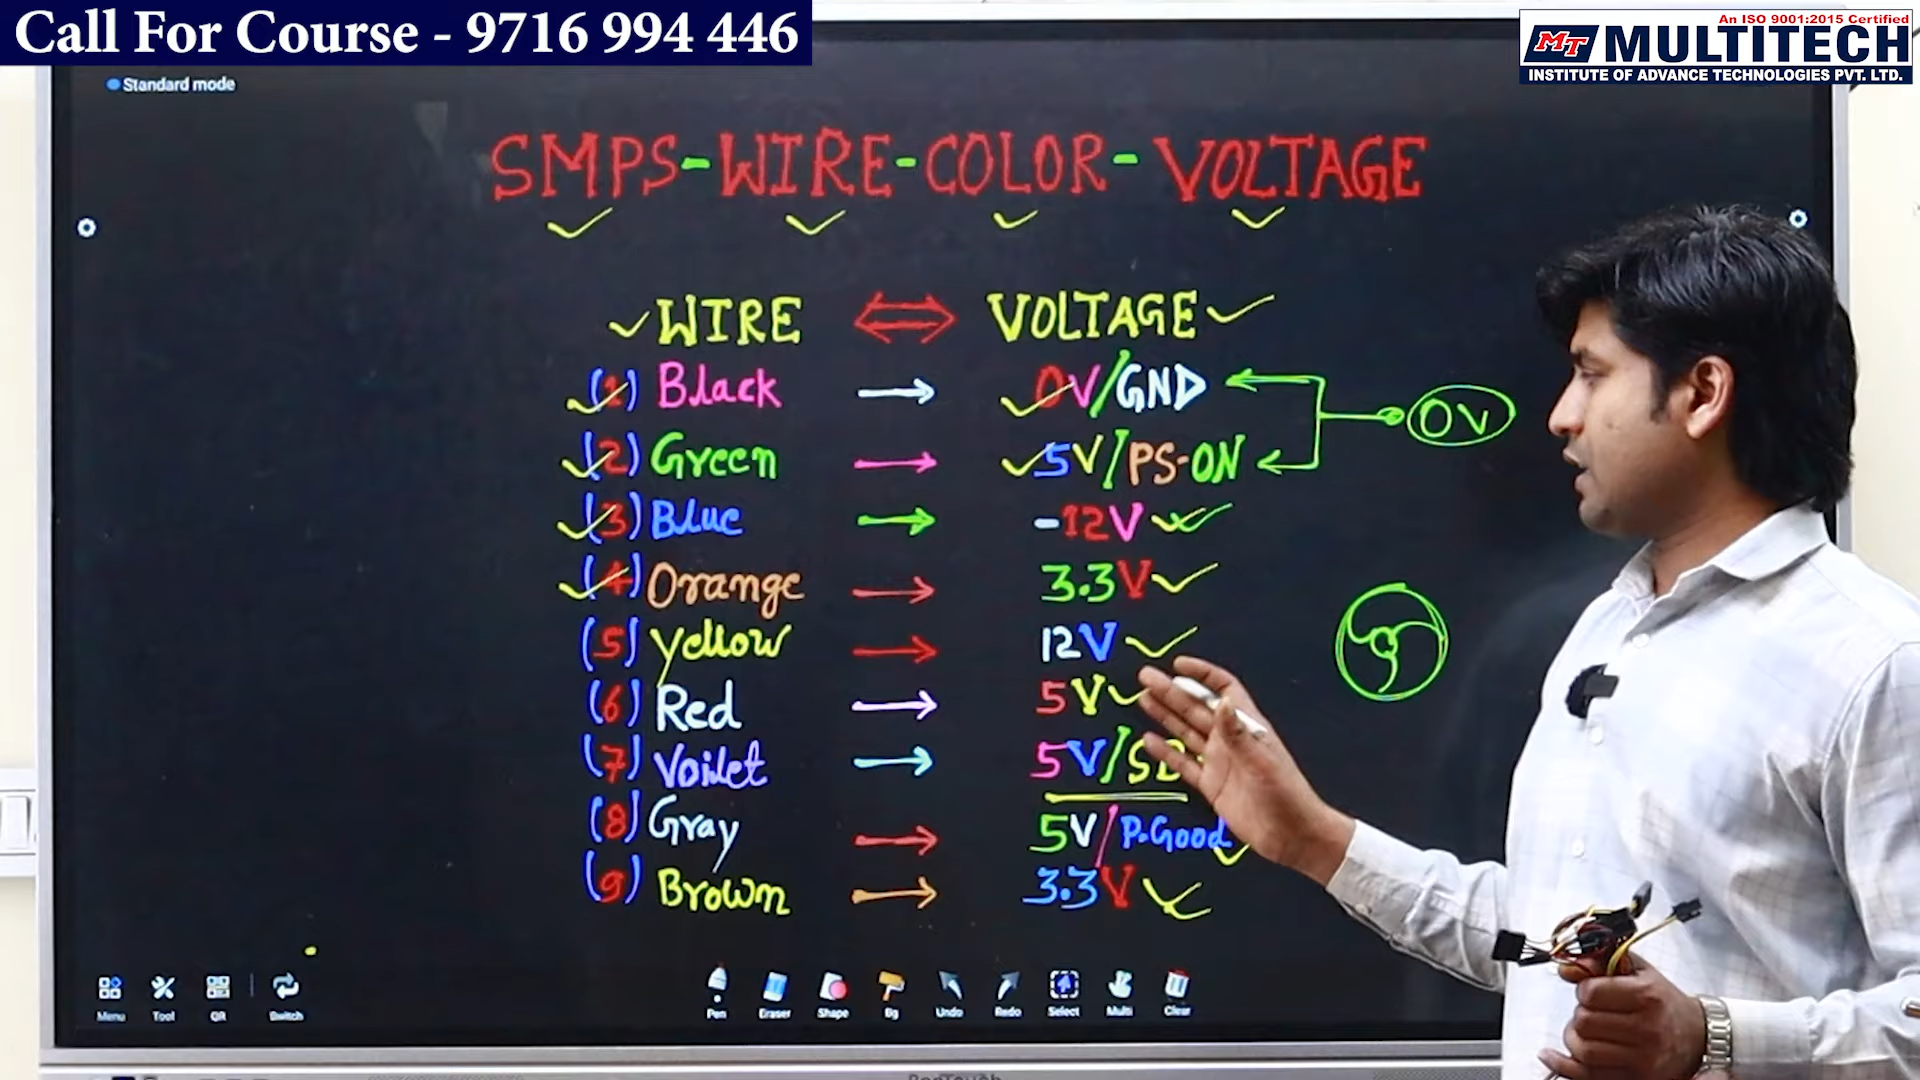 Call For Course - 9716 994 446
An ISO 9001:2015 Certified
MT MULTITECH
INSTITUTE OF ADVANCE TECHNOLOGIES PVT. LTD.
Standard mode
SMPS-WIRE-COLOR-VOLTAGE
WIRE VOLTAGE
(1) Black 0V/GND
0V
(2) Green 5V/PS-ON
(3) Blue -12V
(4) Orange 3.3V
(5) Yellow 12V
(6) Red 5V
(7) Voilet 5V/
(8) Gray 5V/P.Good
(9) Brown 3.3V
Menu Tool QR Switch Pen Eraser Shape Bg Undo Redo Select Multi Clear